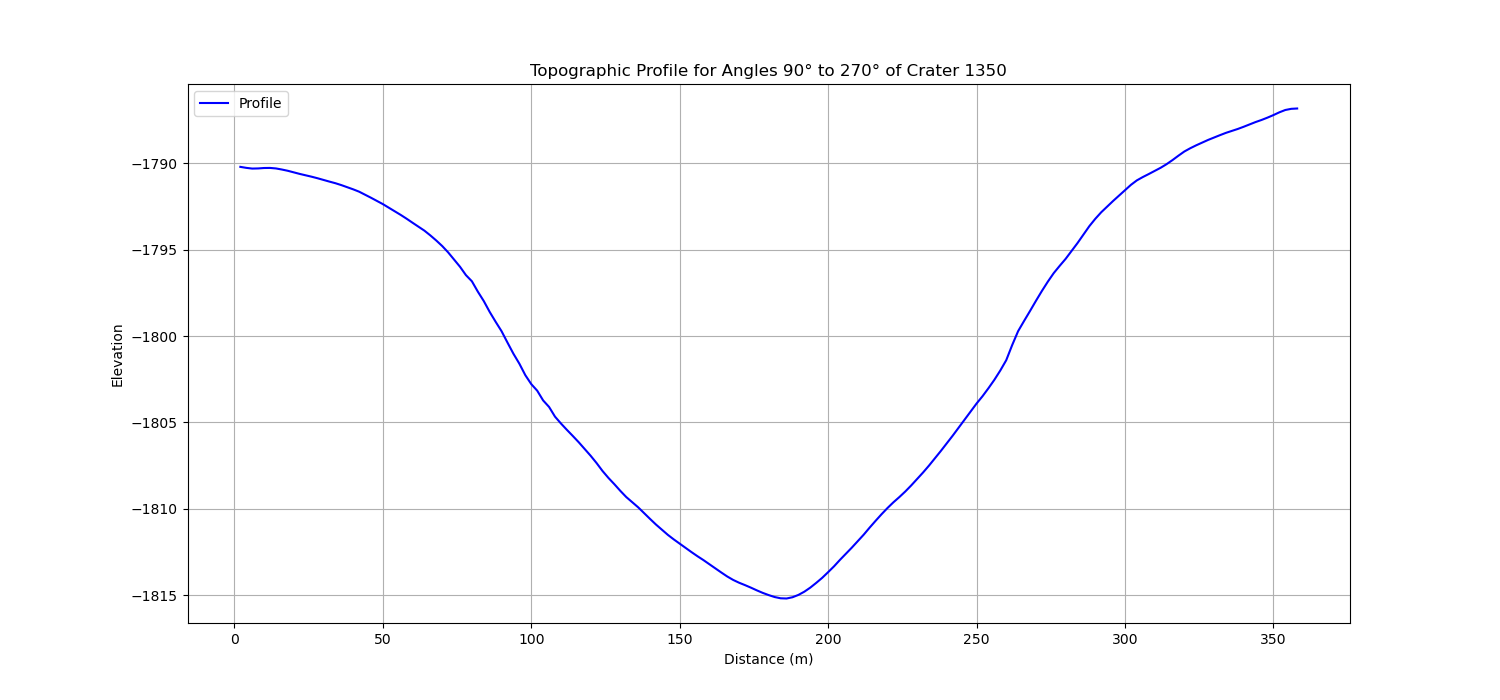 Topographic Profile for Angles 90° to 270° of Crater 1350
Profile
−1790
−1795
−1800
−1805
−1810
−1815
Elevation
0 50 100 150 200 250 300 350
Distance (m)